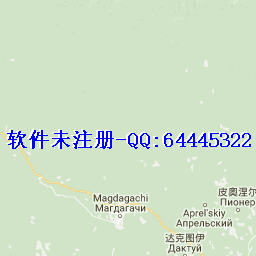 软件未注册-QQ:64445322
皮奥涅尔
Пионер
Magdagachi
Магдагачи
Aprel'skiy
Апрельский
达克图伊
Дактуй